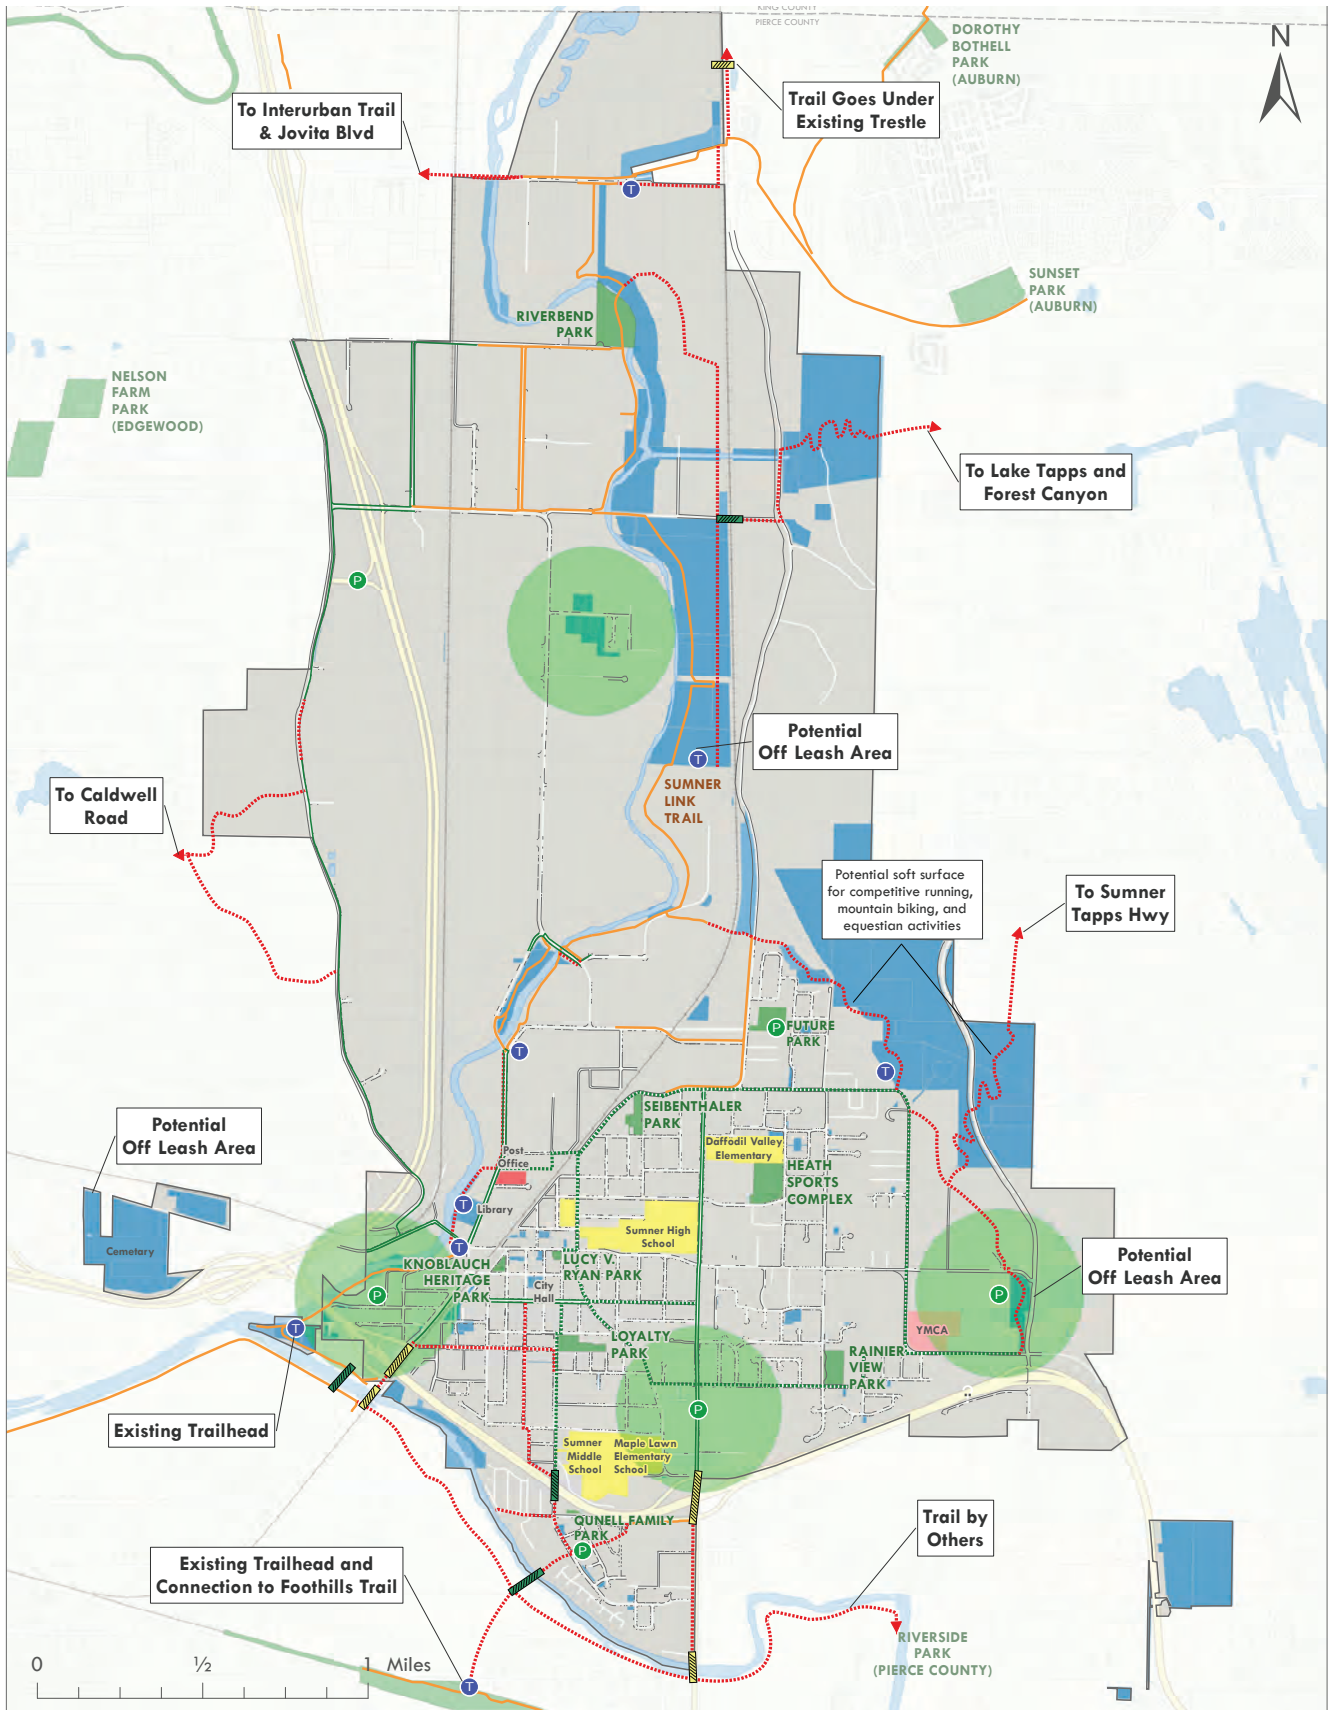 KING COUNTY
PIERCE COUNTY
DOROTHY
BOTHELL
PARK
(AUBURN)
N
To Interurban Trail
& Jovita Blvd
Trail Goes Under
Existing Trestle
T
SUNSET
PARK
(AUBURN)
RIVERBEND
PARK
NELSON
FARM
PARK
(EDGEWOOD)
To Lake Tapps and
Forest Canyon
P
Potential
Off Leash Area
T
SUMNER
LINK
TRAIL
To Caldwell
Road
Potential soft surface
for competitive running,
mountain biking, and
equestian activities
To Sumner
Tapps Hwy
P
FUTURE
PARK
T
T
SEIBENTHALER
PARK
Potential
Off Leash Area
Daffodil Valley
Elementary
Post
Office
HEATH
SPORTS
COMPLEX
T
Library
Sumner High
School
Cemetary
T
KNOBLAUCH
HERITAGE
PARK
LUCY V.
RYAN PARK
City
Hall
Potential
Off Leash Area
P
P
T
YMCA
LOYALTY
PARK
RAINIER
VIEW
PARK
P
Existing Trailhead
Sumner
Middle
School
Maple Lawn
Elementary
School
QUNELL FAMILY
PARK
P
Trail by
Others
Existing Trailhead and
Connection to Foothills Trail
RIVERSIDE
PARK
(PIERCE COUNTY)
T
0 ½ 1 Miles